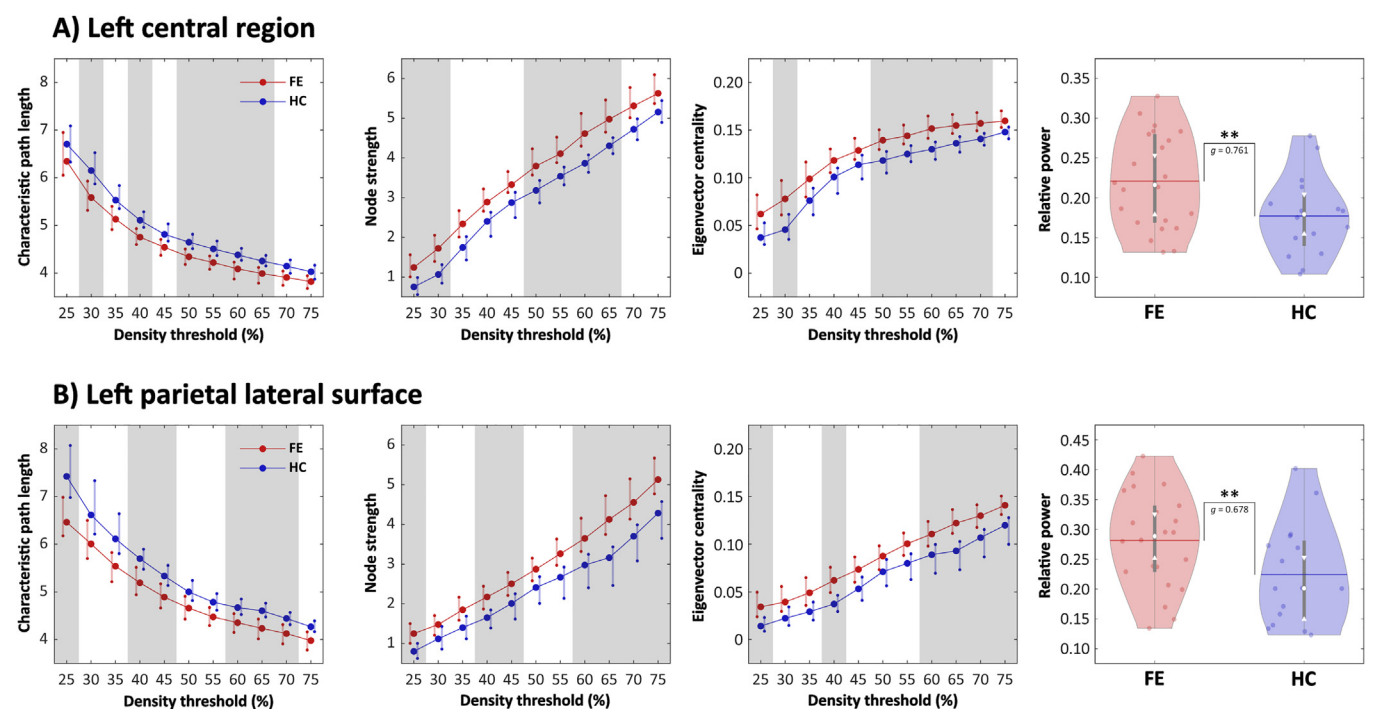 A) Left central region
Characteristic path length
8
7
6
5
4
FE
HC
25 30 35 40 45 50 55 60 65 70 75
Density threshold (%)
Node strength
6
5
4
3
2
1
25 30 35 40 45 50 55 60 65 70 75
Density threshold (%)
Eigenvector centrality
0.20
0.15
0.10
0.05
0
25 30 35 40 45 50 55 60 65 70 75
Density threshold (%)
Relative power
0.35
0.30
0.25
0.20
0.15
0.10
**
g = 0.761
FE HC
B) Left parietal lateral surface
Characteristic path length
8
7
6
5
4
FE
HC
25 30 35 40 45 50 55 60 65 70 75
Density threshold (%)
Node strength
6
5
4
3
2
1
25 30 35 40 45 50 55 60 65 70 75
Density threshold (%)
Eigenvector centrality
0.20
0.15
0.10
0.05
0
25 30 35 40 45 50 55 60 65 70 75
Density threshold (%)
Relative power
0.45
0.40
0.35
0.30
0.25
0.20
0.15
0.10
**
g = 0.678
FE HC